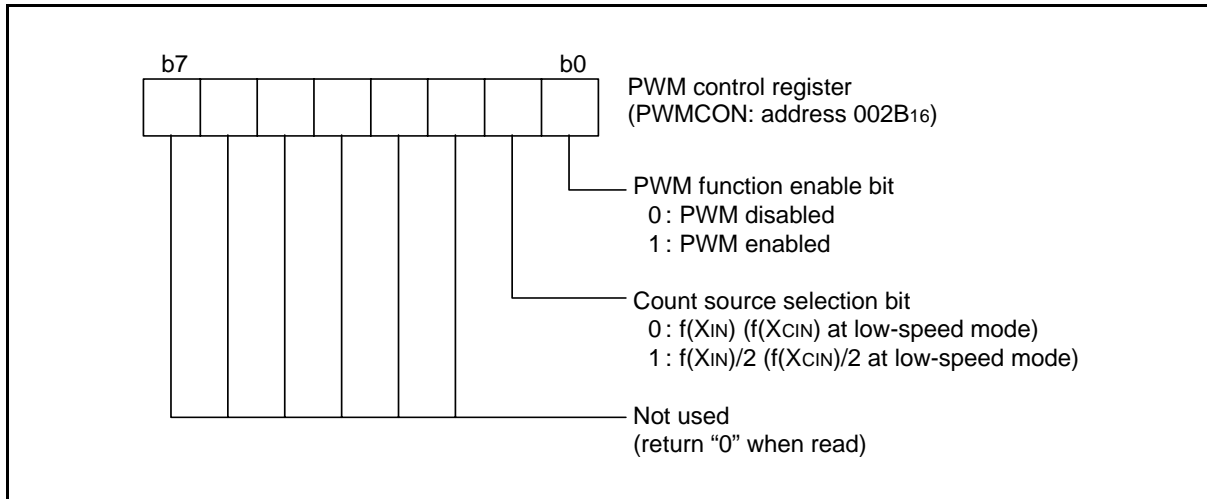 b7 b0
PWM control register
(PWMCON: address 002B16)
PWM function enable bit
0 : PWM disabled
1 : PWM enabled
Count source selection bit
0 : f(XIN) (f(XCIN) at low-speed mode)
1 : f(XIN)/2 (f(XCIN)/2 at low-speed mode)
Not used
(return “0” when read)